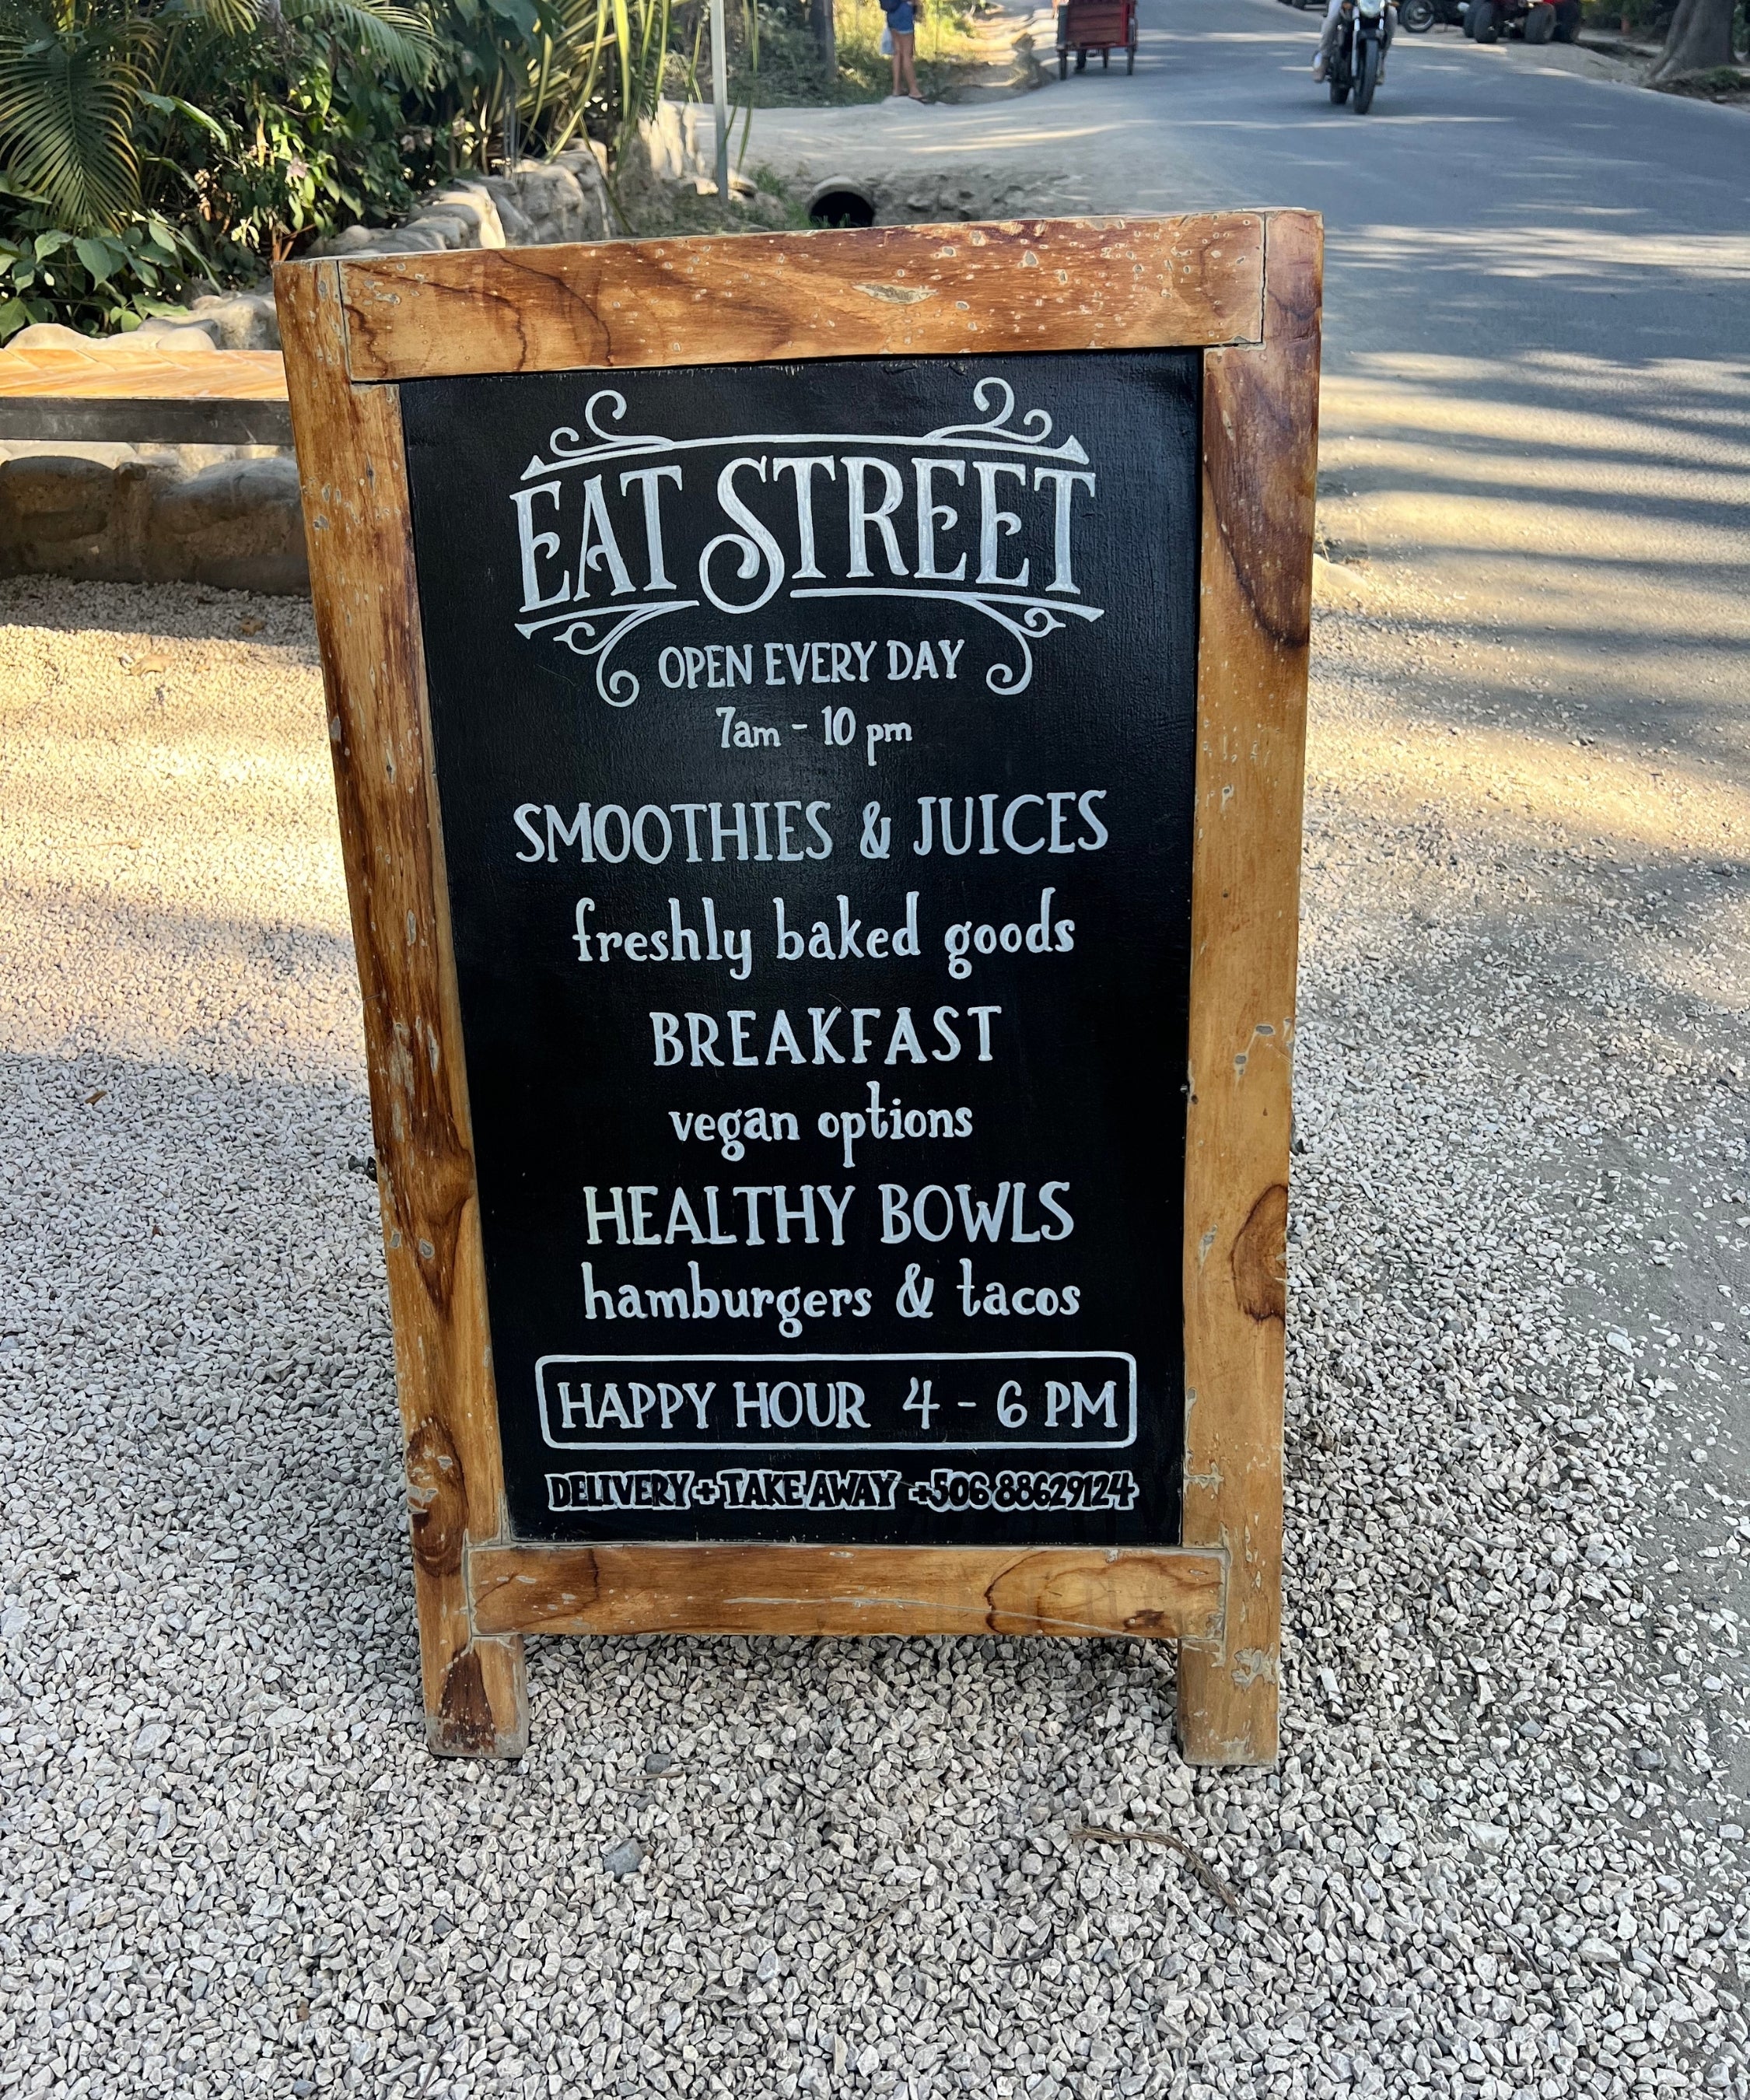 EAT STREET
OPEN EVERY DAY
7am - 10 pm
SMOOTHIES & JUICES
freshly baked goods
BREAKFAST
vegan options
HEALTHY BOWLS
hamburgers & tacos
HAPPY HOUR 4 - 6 PM
DELIVERY + TAKE AWAY +506 88629124